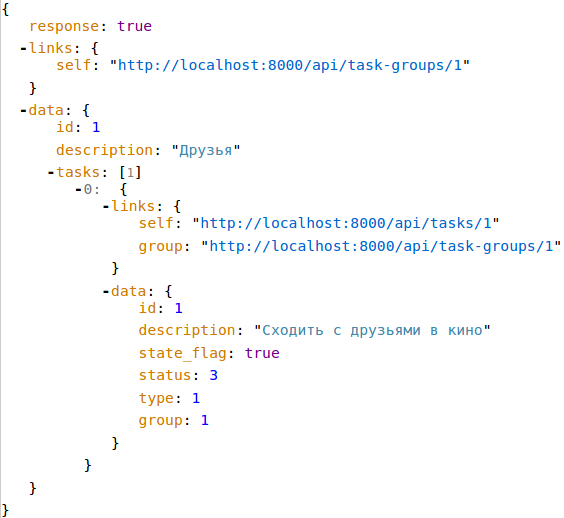 {
response: true
-links: {
self: "http://localhost:8000/api/task-groups/1"
}
-data: {
id: 1
description: "Друзья"
-tasks: [1]
-0: {
-links: {
self: "http://localhost:8000/api/tasks/1"
group: "http://localhost:8000/api/task-groups/1"
}
-data: {
id: 1
description: "Сходить с друзьями в кино"
state_flag: true
status: 3
type: 1
group: 1
}
}
}
}